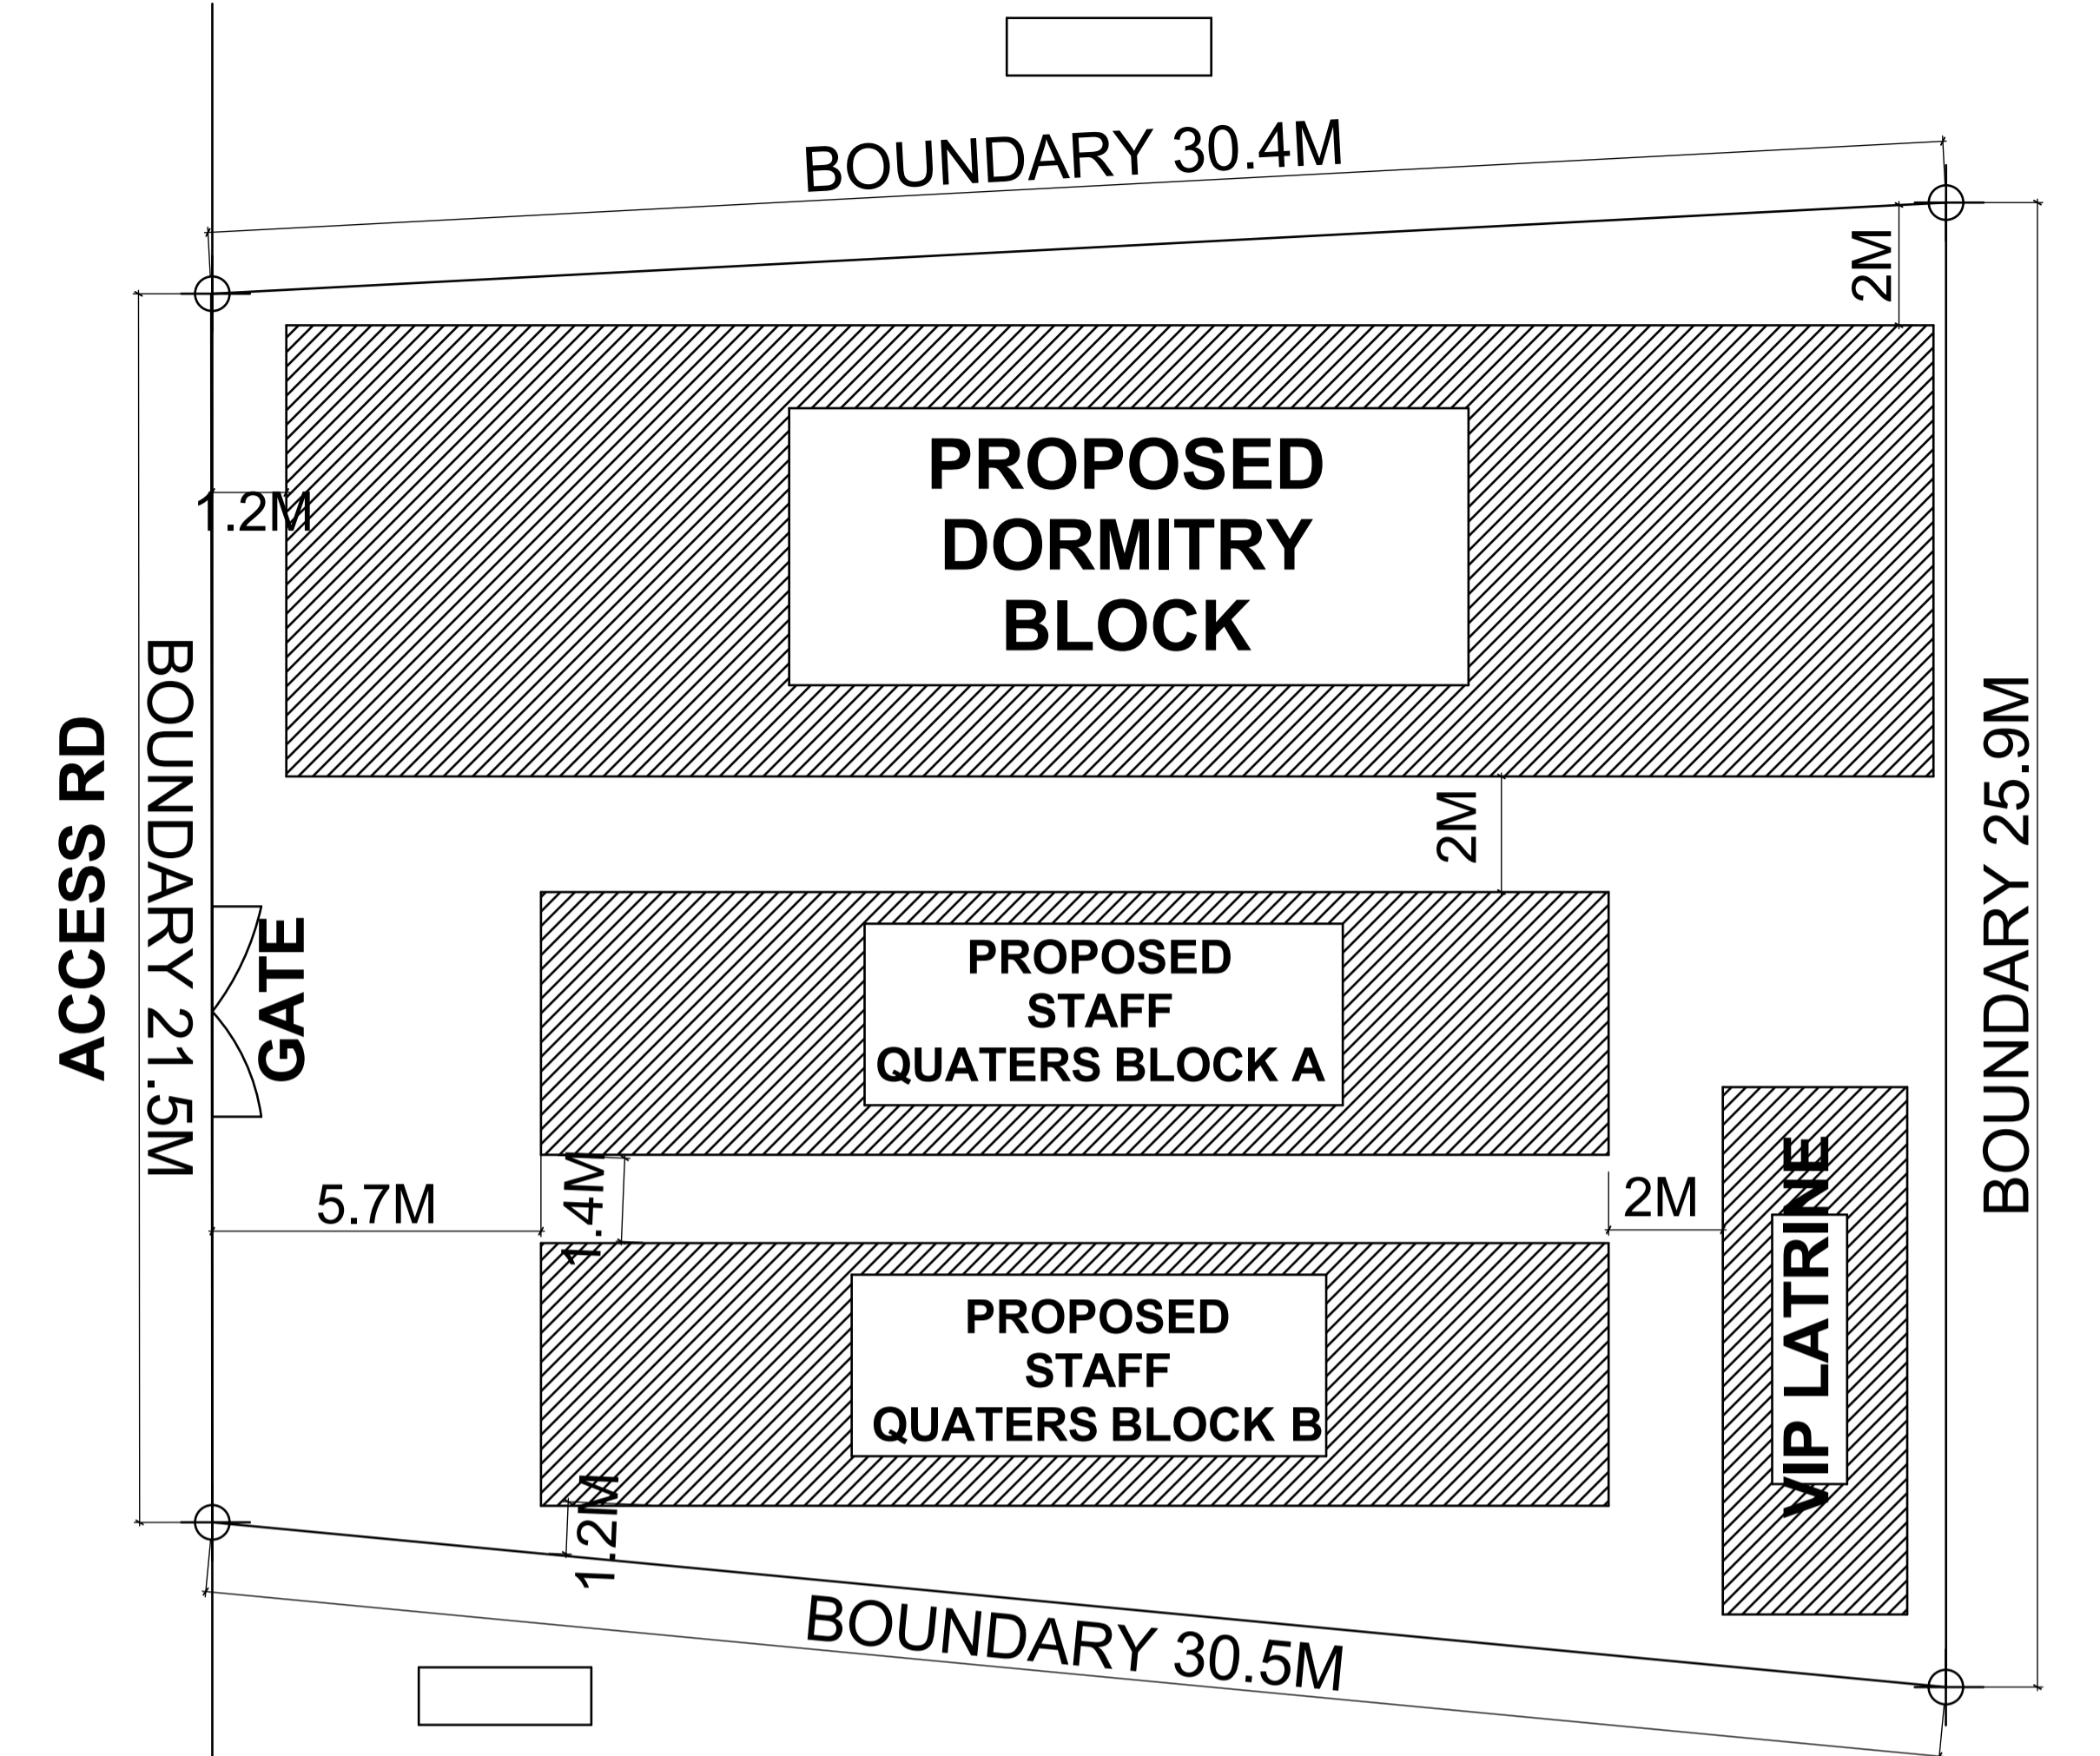 BOUNDARY 30.4M
2M
PROPOSED
DORMITRY
BLOCK
1.2M
ACCESS RD
BOUNDARY 21.5M
GATE
2M
BOUNDARY 25.9M
PROPOSED
STAFF
QUATERS BLOCK A
5.7M
1.4M
2M
VIP LATRINE
PROPOSED
STAFF
QUATERS BLOCK B
1.2M
BOUNDARY 30.5M